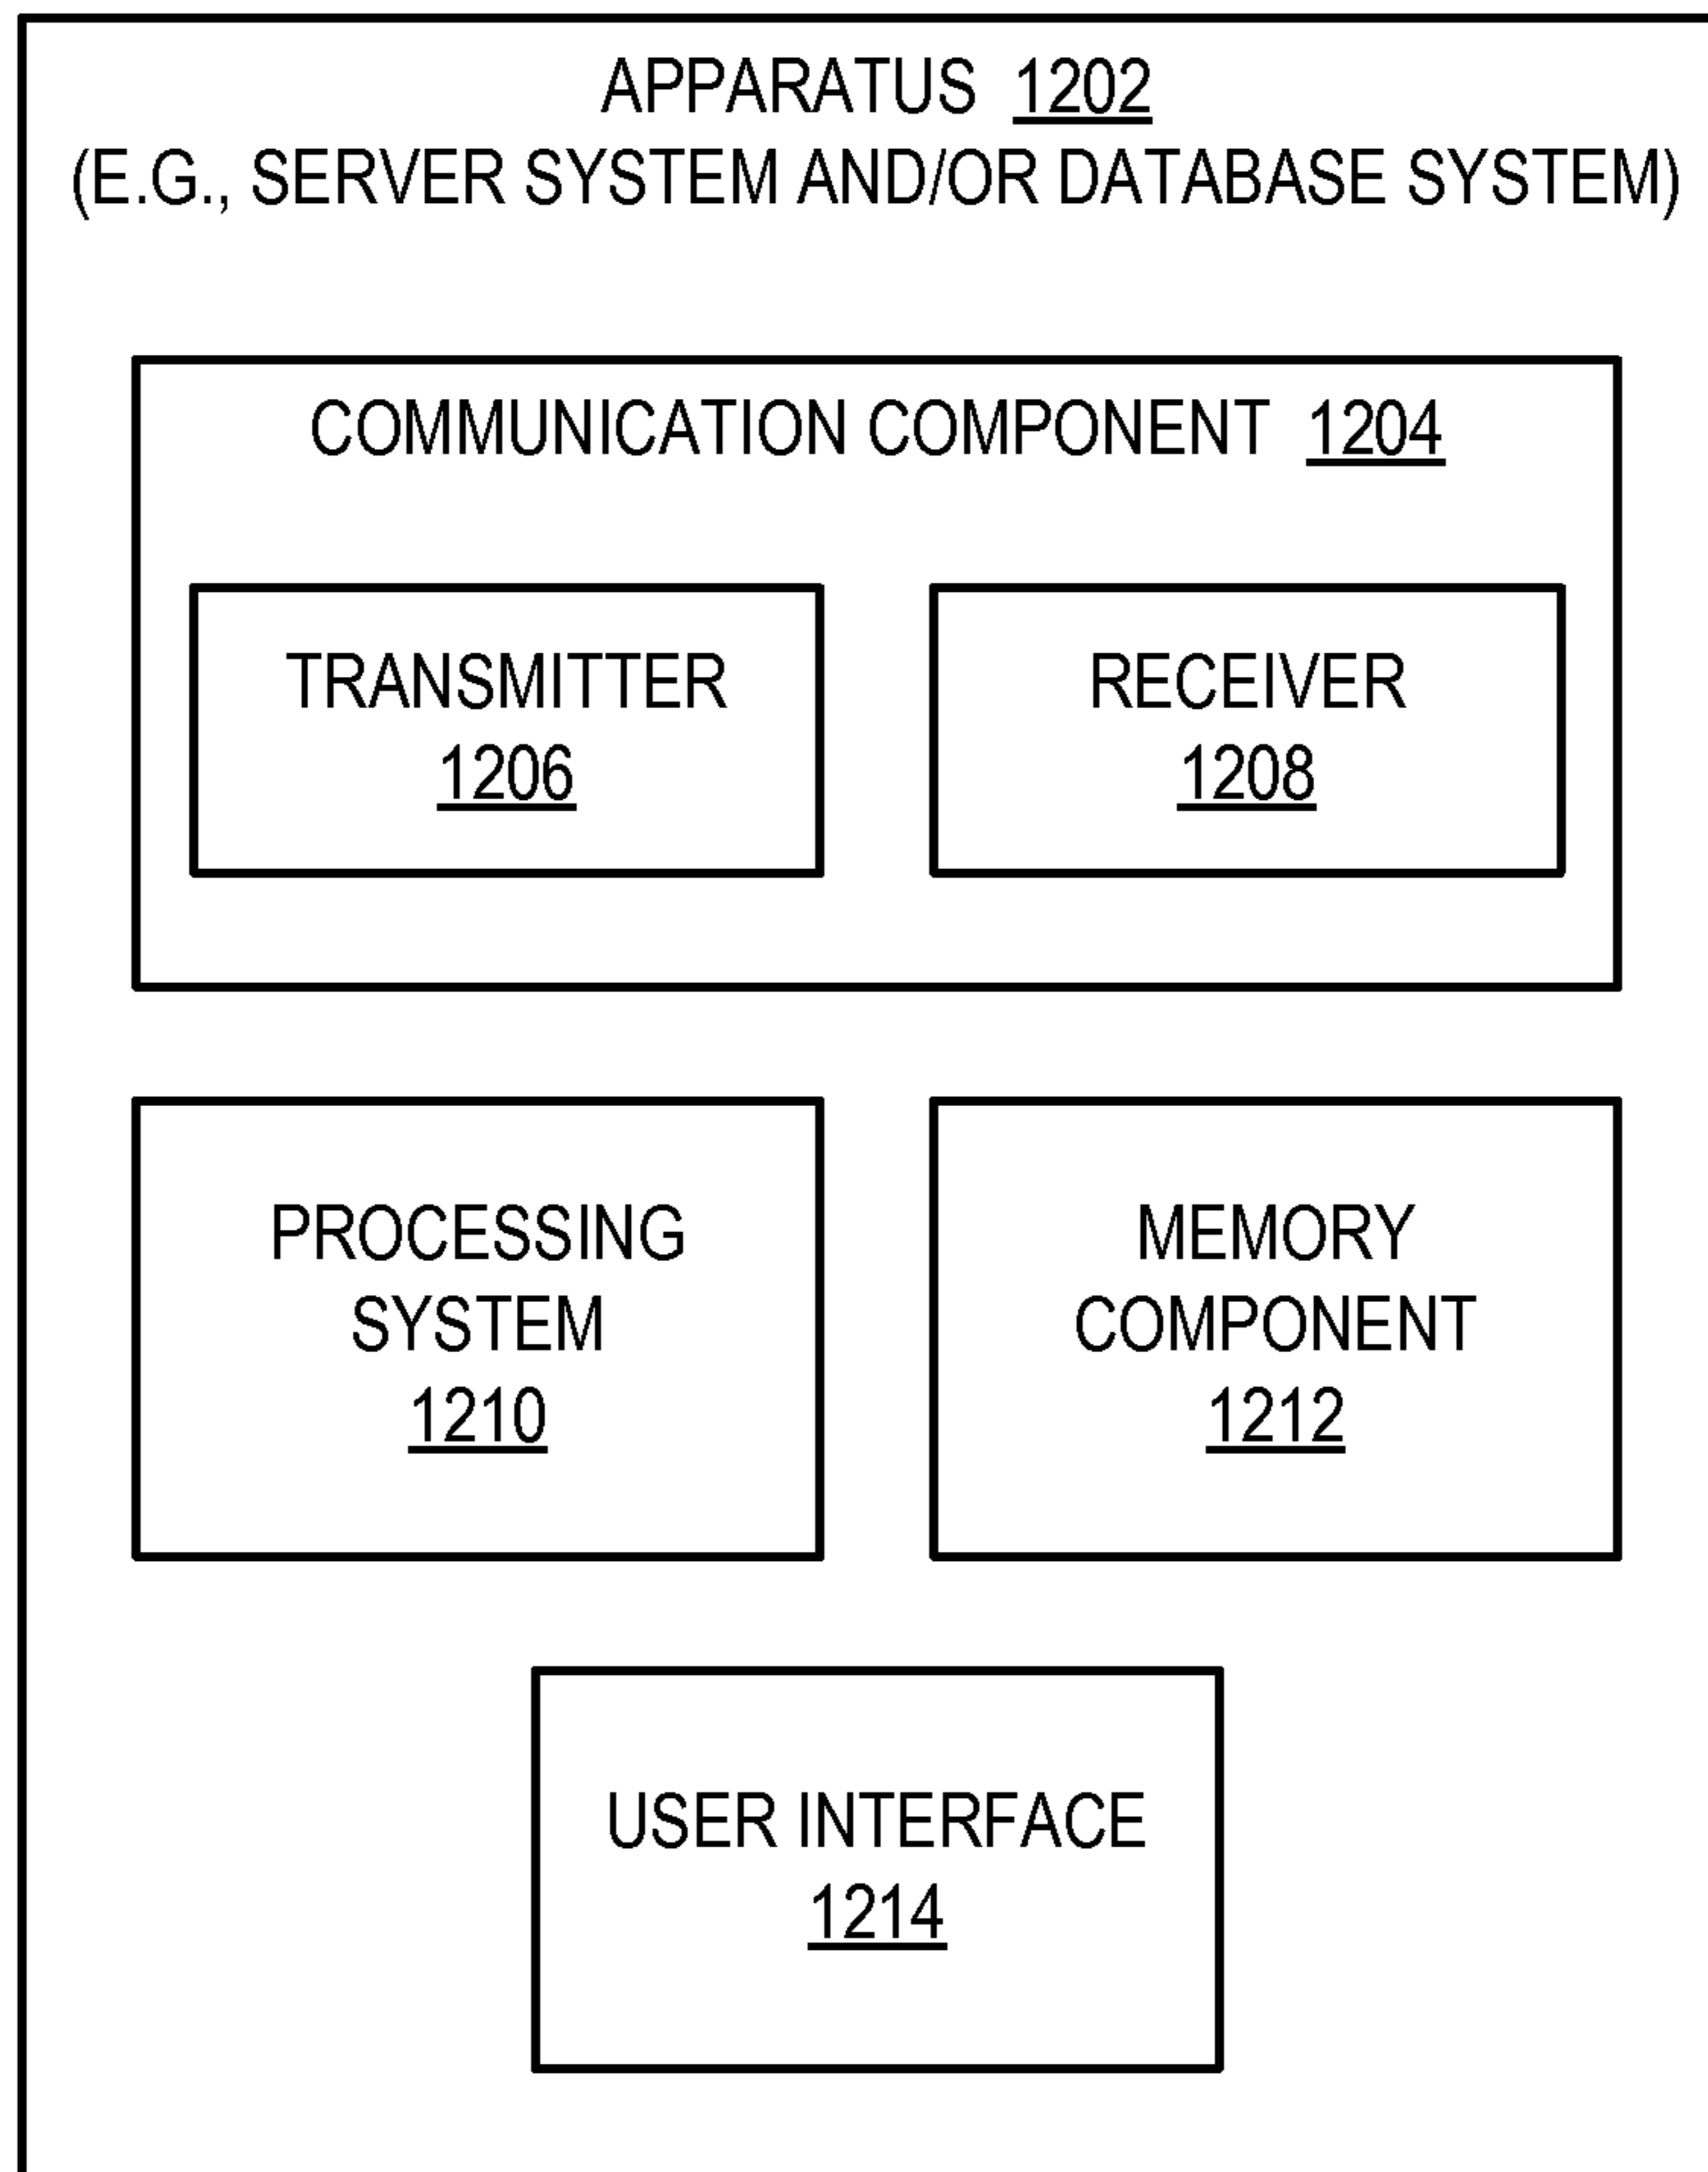 APPARATUS 1202
(E.G., SERVER SYSTEM AND/OR DATABASE SYSTEM)
COMMUNICATION COMPONENT 1204
TRANSMITTER
1206
RECEIVER
1208
PROCESSING
SYSTEM
1210
MEMORY
COMPONENT
1212
USER INTERFACE
1214